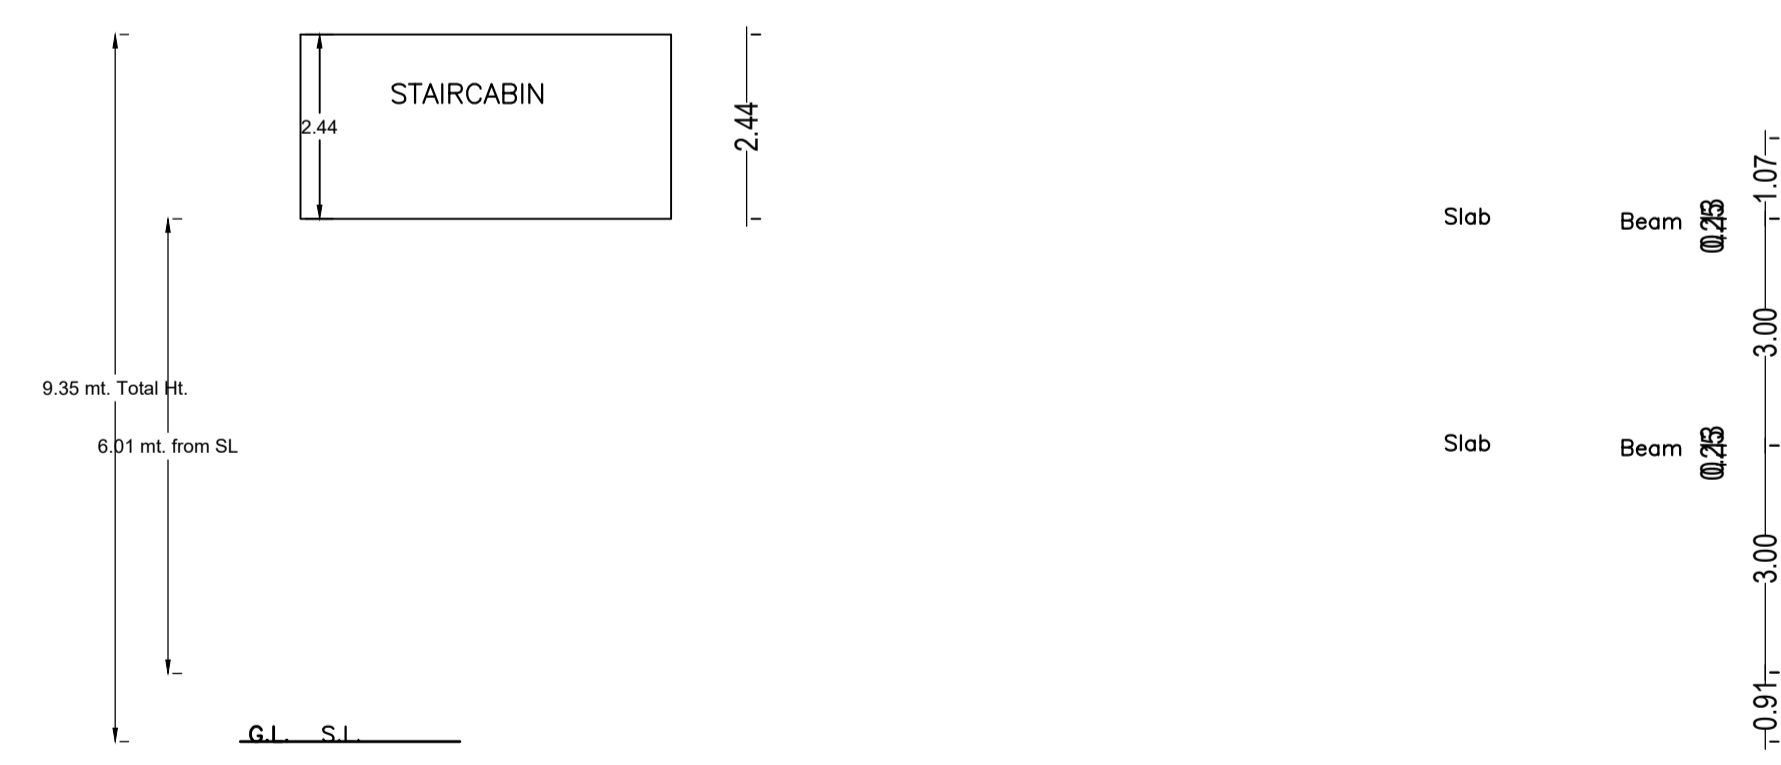 STAIRCABIN
2.44
2.44
1.07
Slab
Beam
3.00
9.35 mt. Total Ht.
6.01 mt. from SL
Slab
Beam
3.00
0.91
G.L.
S.L.